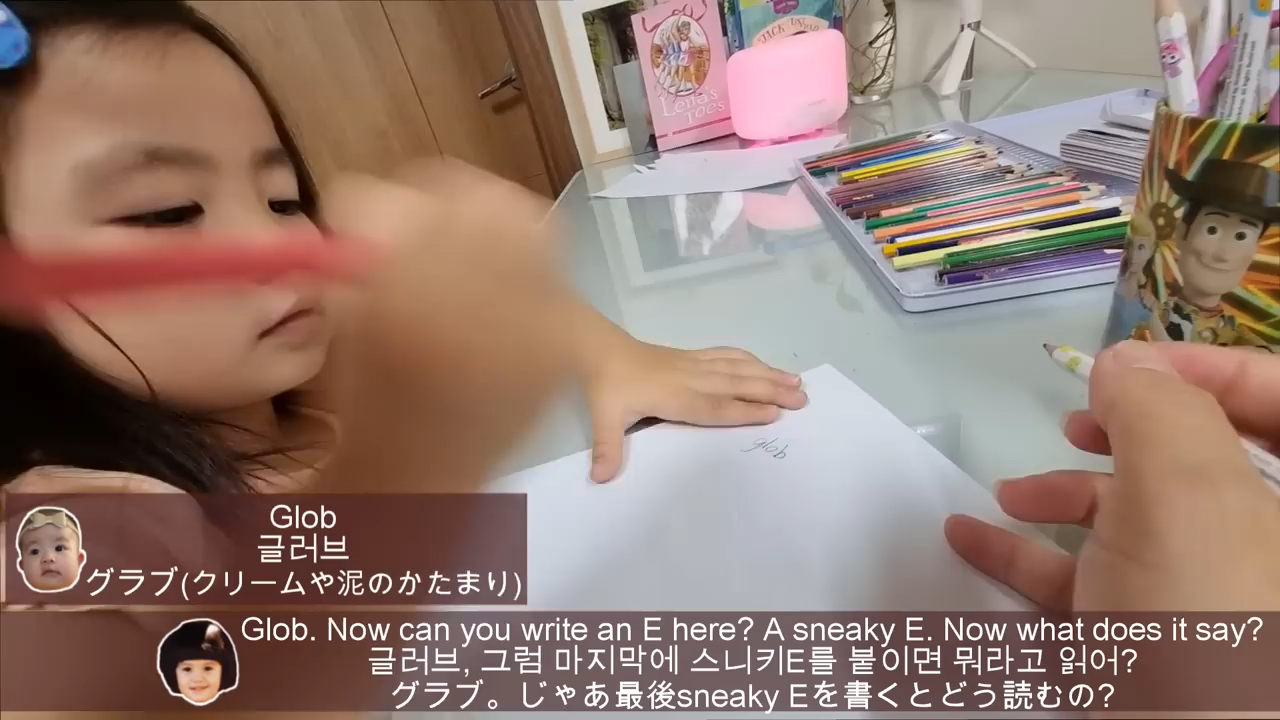 Lena's
Toes
JACK
glob
Glob
글러브
グラブ(クリームや泥のかたまり)
Glob. Now can you write an E here? A sneaky E. Now what does it say?
글러브, 그럼 마지막에 스니키E를 붙이면 뭐라고 읽어?
グラブ。じゃあ最後sneaky Eを書くとどう読むの?